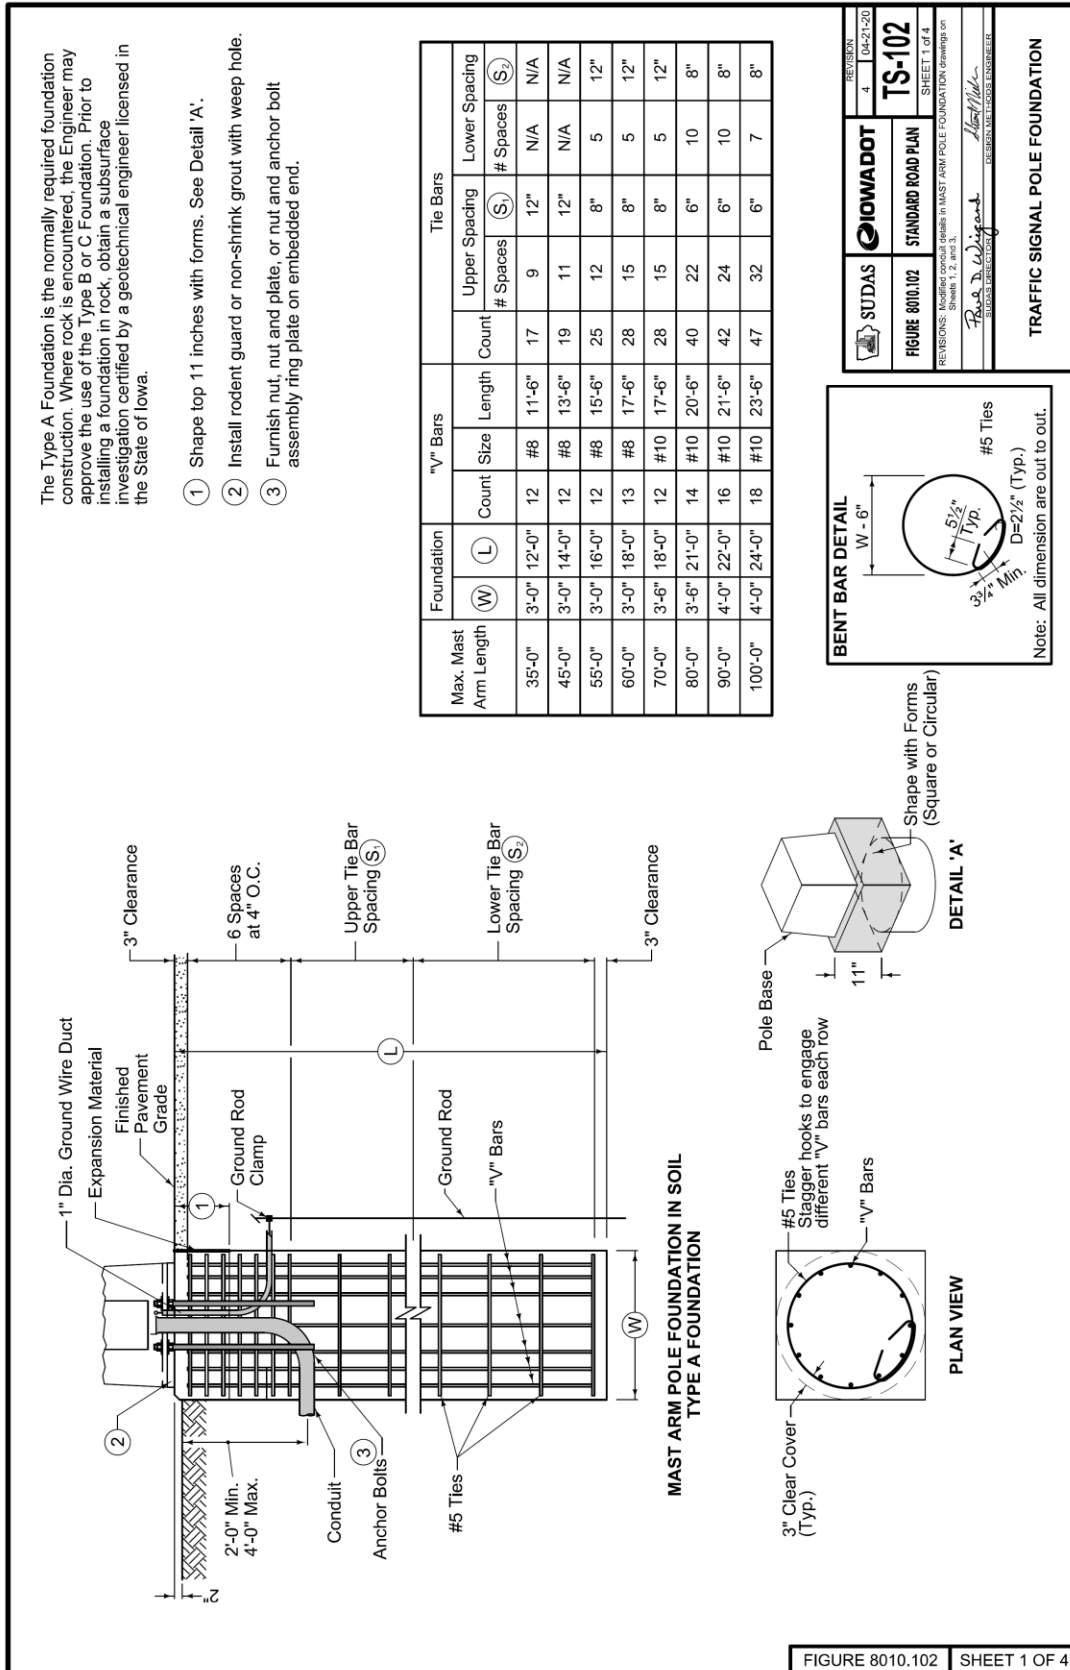 The Type A Foundation is the normally required foundation
construction. Where rock is encountered, the Engineer may
approve the use of the Type B or C Foundation. Prior to
installing a foundation in rock, obtain a subsurface
investigation certified by a geotechnical engineer licensed in
the State of Iowa.
1 Shape top 11 inches with forms. See Detail 'A'.
2 Install rodent guard or non-shrink grout with weep hole.
3 Furnish nut, nut and plate, or nut and anchor bolt
assembly ring plate on embedded end.
2"
2
2'-0" Min.
4'-0" Max.
Conduit
3
Anchor Bolts
#5 Ties
1" Dia. Ground Wire Duct
Expansion Material
Finished
Pavement
Grade
1
Ground Rod
Clamp
Ground Rod
"V" Bars
L
W
3" Clearance
6 Spaces
at 4" O.C.
Upper Tie Bar
Spacing S1
Lower Tie Bar
Spacing S2
3" Clearance
MAST ARM POLE FOUNDATION IN SOIL
TYPE A FOUNDATION
Max. Mast Arm Length | Foundation | "V" Bars | Tie Bars
Upper Spacing | Lower Spacing
W | L | Count | Size | Length | Count | # Spaces | S1 | # Spaces | S2
35'-0" | 3'-0" | 12'-0" | 12 | #8 | 11'-6" | 17 | 9 | 12" | N/A | N/A
45'-0" | 3'-0" | 14'-0" | 12 | #8 | 13'-6" | 19 | 11 | 12" | N/A | N/A
55'-0" | 3'-0" | 16'-0" | 12 | #8 | 15'-6" | 25 | 12 | 8" | 5 | 12"
60'-0" | 3'-0" | 18'-0" | 13 | #8 | 17'-6" | 28 | 15 | 8" | 5 | 12"
70'-0" | 3'-6" | 18'-0" | 12 | #10 | 17'-6" | 28 | 15 | 8" | 5 | 12"
80'-0" | 3'-6" | 21'-0" | 14 | #10 | 20'-6" | 40 | 22 | 6" | 10 | 8"
90'-0" | 4'-0" | 22'-0" | 16 | #10 | 21'-6" | 42 | 24 | 6" | 10 | 8"
100'-0" | 4'-0" | 24'-0" | 18 | #10 | 23'-6" | 47 | 32 | 6" | 7 | 8"
3" Clear Cover
(Typ.)
#5 Ties
Stagger hooks to engage
different "V" bars each row
"V" Bars
PLAN VIEW
Pole Base
11"
Shape with Forms
(Square or Circular)
DETAIL 'A'
BENT BAR DETAIL
W - 6"
5½"
Typ.
3¾" Min.
D=2½" (Typ.)
#5 Ties
Note: All dimension are out to out.
SUDAS
IOWADOT
REVISION
4 04-21-20
FIGURE 8010.102
STANDARD ROAD PLAN
TS-102
SHEET 1 of 4
REVISIONS: Modified conduit details in MAST ARM POLE FOUNDATION drawings on
Sheets 1, 2, and 3.
Paul D. Wiegand
SUDAS DIRECTOR
DESIGN METHODS ENGINEER
TRAFFIC SIGNAL POLE FOUNDATION
FIGURE 8010.102 SHEET 1 OF 4